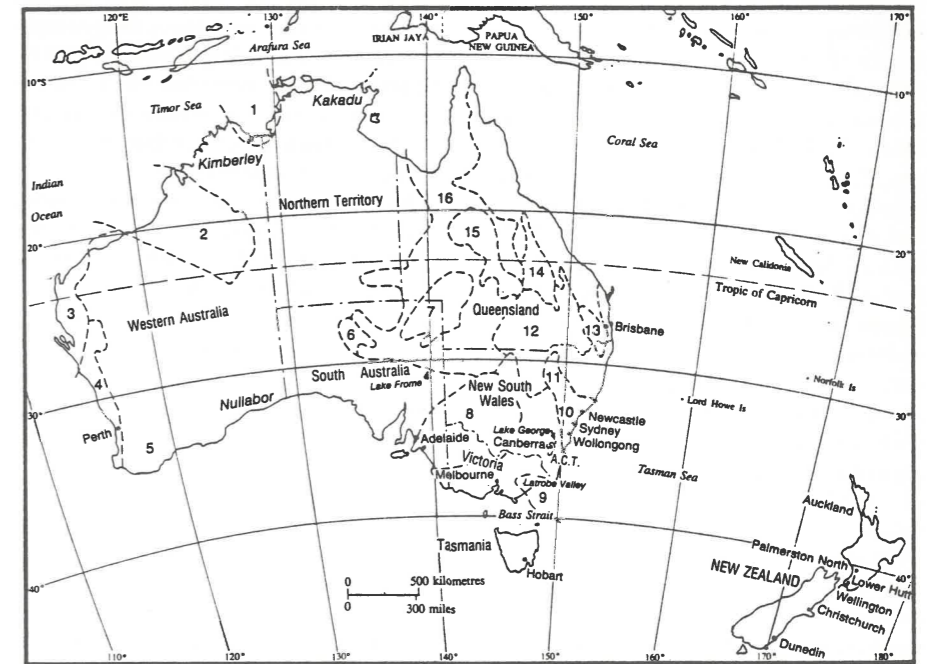 120°E
130°
140°
150°
160°
170°
IRIAN JAYA
PAPUA
NEW GUINEA
Arafura Sea
10°S
10°
Timor Sea
1
Kakadu
Coral Sea
Kimberley
Indian
Ocean
Northern Territory
16
15
2
20°
20°
New Calidonia
14
Tropic of Capricorn
3
Western Australia
7
Queensland
6
12
13
Brisbane
South Australia
Lake Frome
11
4
Nullabor
New South
Wales
Norfolk Is
Lord Howe Is
30°
30°
8
10
Newcastle
Perth
Lake George
Sydney
5
Adelaide
Canberra
Wollongong
Victoria
A.C.T.
Tasman Sea
Melbourne
Latrobe Valley
9
Bass Strait
Auckland
Tasmania
Palmerston North
Hobart
NEW ZEALAND
Lower Hutt
40°
40°
0 500 kilometres
0 300 miles
Wellington
Christchurch
Dunedin
110°
120°
130°
140°
150°
160°
170°
180°